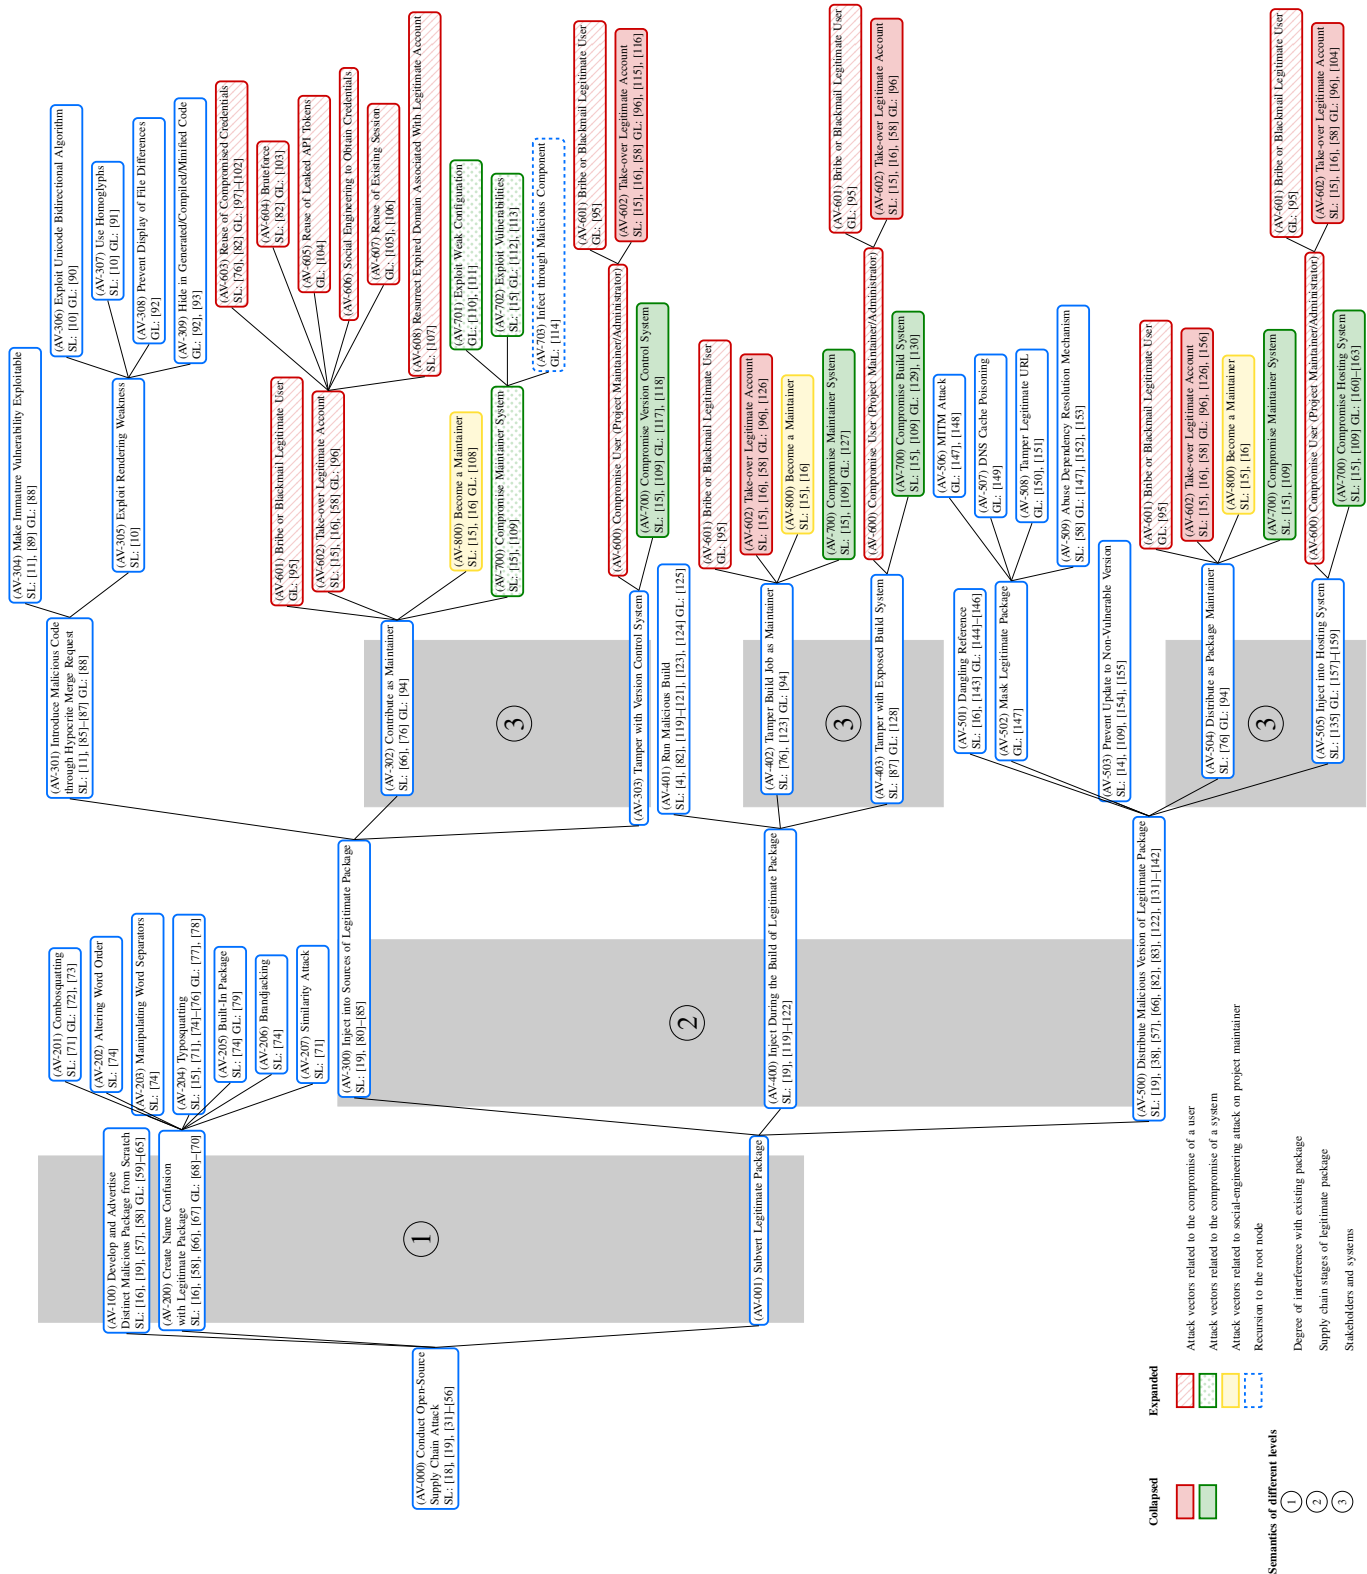 (AV-000) Conduct Open-Source
Supply Chain Attack
SL: [18], [19], [31]–[56]
(AV-100) Develop and Advertise
Distinct Malicious Package from Scratch
SL: [16], [19], [57], [58] GL: [59]–[65]
(AV-200) Create Name Confusion
with Legitimate Package
SL: [16], [58], [66], [67] GL: [68]–[70]
(AV-001) Subvert Legitimate Package
1
(AV-201) Combosquatting
SL: [71] GL: [72], [73]
(AV-202) Altering Word Order
SL: [74]
(AV-203) Manipulating Word Separators
SL: [74]
(AV-204) Typosquatting
SL: [15], [71], [74]–[76] GL: [77], [78]
(AV-205) Built-In Package
SL: [74] GL: [79]
(AV-206) Brandjacking
SL: [74]
(AV-207) Similarity Attack
SL: [71]
(AV-300) Inject into Sources of Legitimate Package
SL: [19], [80]–[85]
2
(AV-400) Inject During the Build of Legitimate Package
SL: [19], [119]–[122]
(AV-500) Distribute Malicious Version of Legitimate Package
SL: [19], [38], [57], [66], [82], [83], [122], [131]–[142]
(AV-301) Introduce Malicious Code
through Hypocrite Merge Request
SL: [11], [85]–[87] GL: [88]
(AV-302) Contribute as Maintainer
SL: [66], [76] GL: [94]
3
(AV-303) Tamper with Version Control System
(AV-401) Run Malicious Build
SL: [4], [82], [119]–[121], [123], [124] GL: [125]
(AV-402) Tamper Build Job as Maintainer
SL: [76], [123] GL: [94]
3
(AV-403) Tamper with Exposed Build System
SL: [87] GL: [128]
(AV-501) Dangling Reference
SL: [16], [143] GL: [144]–[146]
(AV-502) Mask Legitimate Package
GL: [147]
(AV-503) Prevent Update to Non-Vulnerable Version
SL: [14], [109], [154], [155]
(AV-504) Distribute as Package Maintainer
SL: [76] GL: [94]
3
(AV-505) Inject into Hosting System
SL: [135] GL: [157]–[159]
(AV-304) Make Immature Vulnerability Exploitable
SL: [11], [89] GL: [88]
(AV-305) Exploit Rendering Weakness
SL: [10]
(AV-306) Exploit Unicode Bidirectional Algorithm
SL: [10] GL: [90]
(AV-307) Use Homoglyphs
SL: [10] GL: [91]
(AV-308) Prevent Display of File Differences
GL: [92]
(AV-309) Hide in Generated/Compiled/Minified Code
GL: [92], [93]
(AV-601) Bribe or Blackmail Legitimate User
GL: [95]
(AV-602) Take-over Legitimate Account
SL: [15], [16], [58] GL: [96]
(AV-603) Reuse of Compromised Credentials
SL: [76], [82] GL: [97]–[102]
(AV-604) Bruteforce
SL: [82] GL: [103]
(AV-605) Reuse of Leaked API Tokens
GL: [104]
(AV-606) Social Engineering to Obtain Credentials
(AV-607) Reuse of Existing Session
GL: [105], [106]
(AV-608) Resurrect Expired Domain Associated With Legitimate Account
SL: [107]
(AV-800) Become a Maintainer
SL: [15], [16] GL: [108]
(AV-700) Compromise Maintainer System
SL: [15], [109]
(AV-701) Exploit Weak Configuration
GL: [110], [111]
(AV-702) Exploit Vulnerabilities
SL: [15] GL: [112], [113]
(AV-703) Infect through Malicious Component
GL: [114]
(AV-600) Compromise User (Project Maintainer/Administrator)
(AV-601) Bribe or Blackmail Legitimate User
GL: [95]
(AV-602) Take-over Legitimate Account
SL: [15], [16], [58] GL: [96], [115], [116]
(AV-700) Compromise Version Control System
SL: [15], [109] GL: [117], [118]
(AV-601) Bribe or Blackmail Legitimate User
GL: [95]
(AV-602) Take-over Legitimate Account
SL: [15], [16], [58] GL: [96], [126]
(AV-800) Become a Maintainer
SL: [15], [16]
(AV-700) Compromise Maintainer System
SL: [15], [109] GL: [127]
(AV-600) Compromise User (Project Maintainer/Administrator)
(AV-601) Bribe or Blackmail Legitimate User
GL: [95]
(AV-602) Take-over Legitimate Account
SL: [15], [16], [58] GL: [96]
(AV-700) Compromise Build System
SL: [15], [109] GL: [129], [130]
(AV-506) MITM Attack
GL: [147], [148]
(AV-507) DNS Cache Poisoning
GL: [149]
(AV-508) Tamper Legitimate URL
GL: [150], [151]
(AV-509) Abuse Dependency Resolution Mechanism
SL: [58] GL: [147], [152], [153]
(AV-601) Bribe or Blackmail Legitimate User
GL: [95]
(AV-602) Take-over Legitimate Account
SL: [15], [16], [58] GL: [96], [126], [156]
(AV-800) Become a Maintainer
SL: [15], [16]
(AV-700) Compromise Maintainer System
SL: [15], [109]
(AV-600) Compromise User (Project Maintainer/Administrator)
(AV-601) Bribe or Blackmail Legitimate User
GL: [95]
(AV-602) Take-over Legitimate Account
SL: [15], [16], [58] GL: [96], [104]
(AV-700) Compromise Hosting System
SL: [15], [109] GL: [160]–[163]
Collapsed
Expanded
Attack vectors related to the compromise of a user
Attack vectors related to the compromise of a system
Attack vectors related to social-engineering attack on project maintainer
Recursion to the root node
Semantics of different levels
1 Degree of interference with existing package
2 Supply chain stages of legitimate package
3 Stakeholders and systems